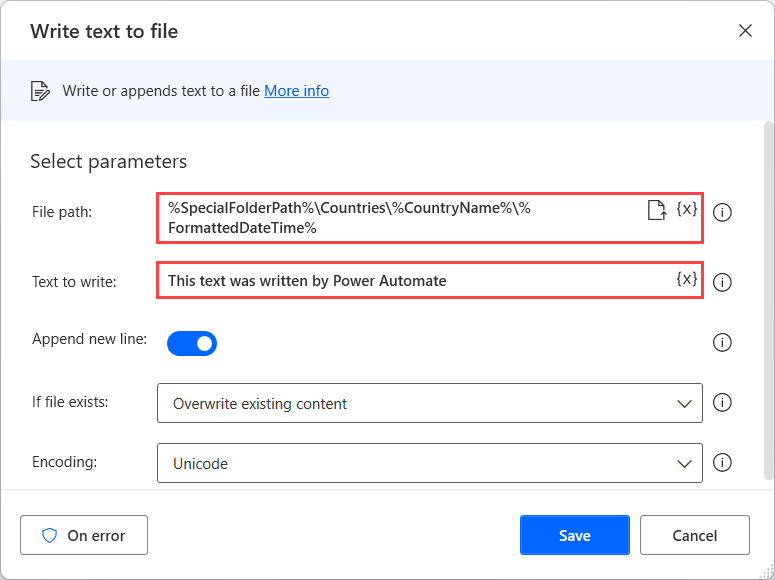 Write text to file
Write or appends text to a file More info
Select parameters
File path:
%SpecialFolderPath%\Countries\%CountryName%\%
FormattedDateTime%
{x}
Text to write:
This text was written by Power Automate
{x}
Append new line:
If file exists:
Overwrite existing content
Encoding:
Unicode
On error
Save
Cancel